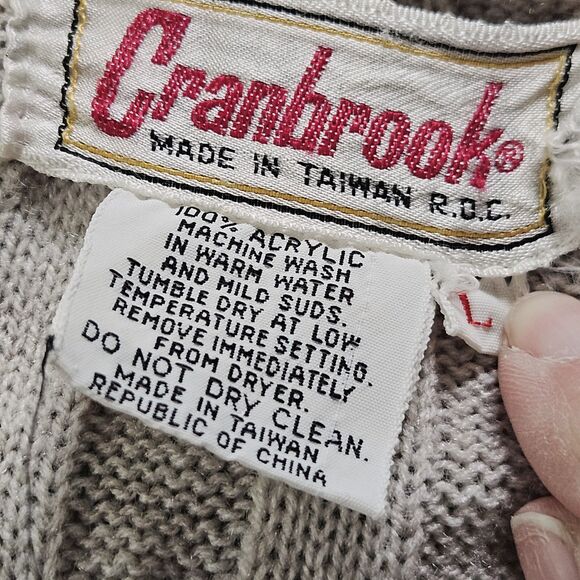 Cranbrook®
MADE IN TAIWAN R.O.C.
100% ACRYLIC
MACHINE WASH
IN WARM WATER
AND MILD SUDS.
TUMBLE DRY AT LOW
TEMPERATURE SETTING.
REMOVE IMMEDIATELY
FROM DRYER.
DO NOT DRY CLEAN.
MADE IN TAIWAN
REPUBLIC OF CHINA
L